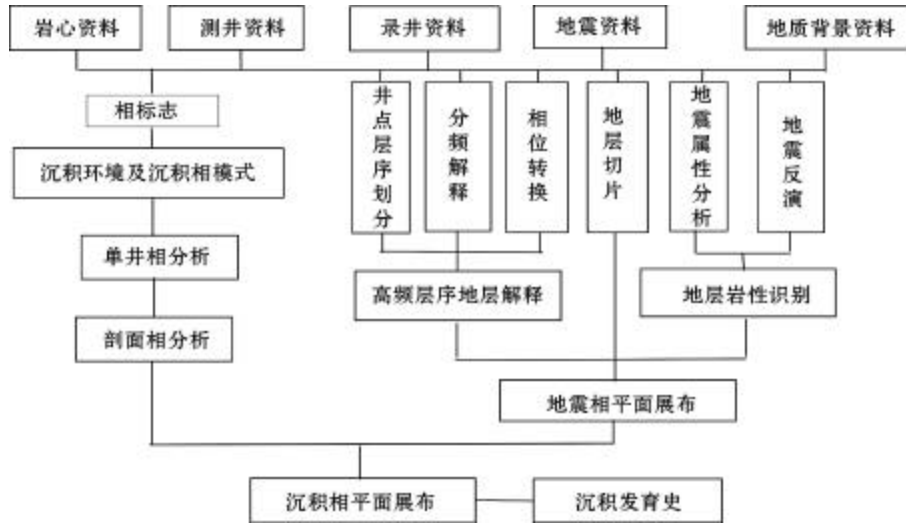 岩心资料
测井资料
录井资料
地震资料
地质背景资料
相标志
井点层序划分
分频解释
相位转换
地层切片
地震属性分析
地震反演
沉积环境及沉积相模式
单井相分析
高频层序地层解释
地层岩性识别
剖面相分析
地震相平面展布
沉积相平面展布
沉积发育史